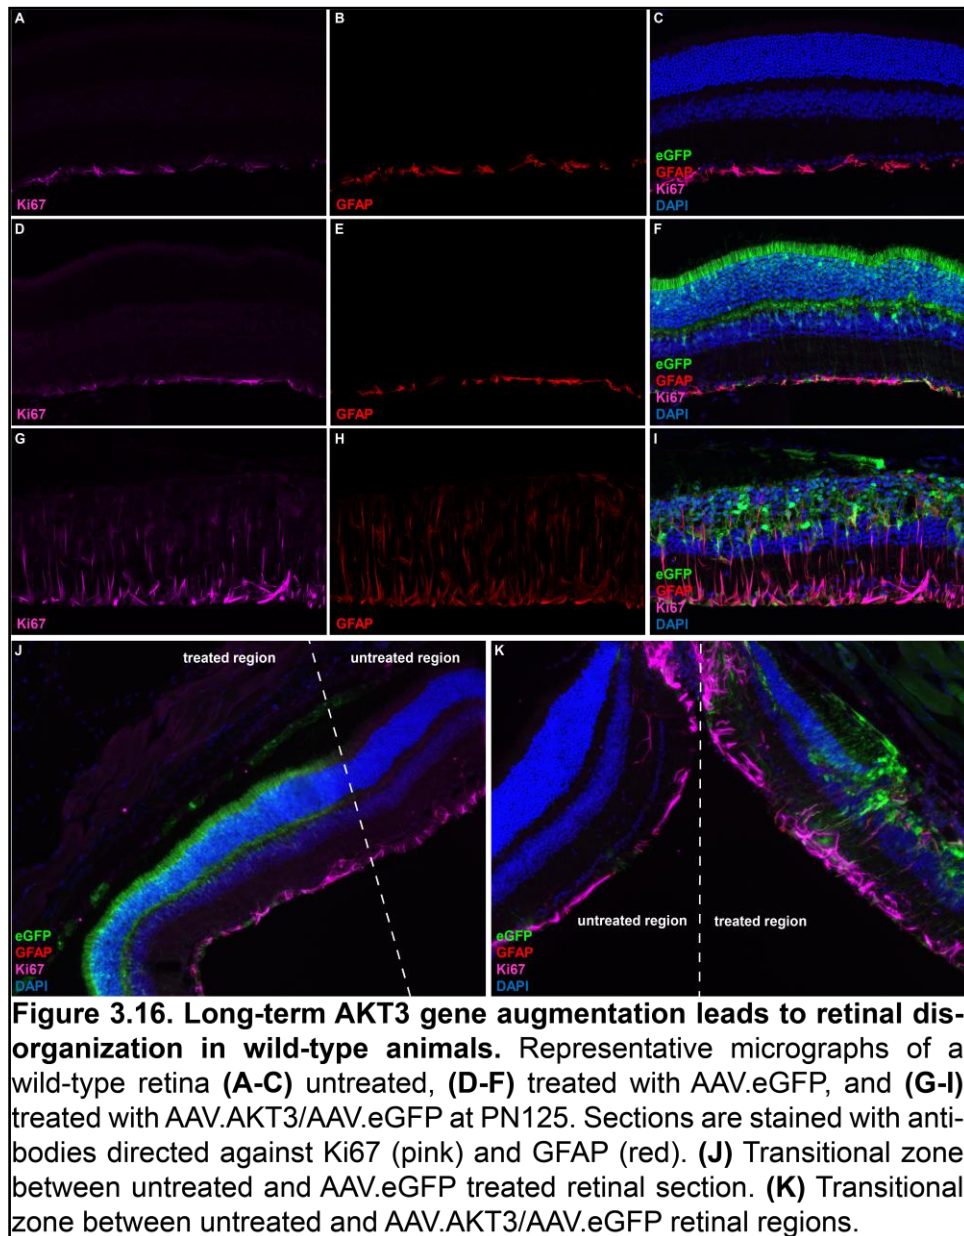 A
B
C
Ki67
GFAP
eGFP
GFAP
Ki67
DAPI
D
E
F
Ki67
GFAP
eGFP
GFAP
Ki67
DAPI
G
H
I
Ki67
GFAP
eGFP
GFAP
Ki67
DAPI
J
treated region
untreated region
eGFP
GFAP
Ki67
DAPI
K
untreated region
treated region
eGFP
GFAP
Ki67
DAPI
Figure 3.16. Long-term AKT3 gene augmentation leads to retinal dis-
organization in wild-type animals. Representative micrographs of a
wild-type retina (A-C) untreated, (D-F) treated with AAV.eGFP, and (G-I)
treated with AAV.AKT3/AAV.eGFP at PN125. Sections are stained with anti-
bodies directed against Ki67 (pink) and GFAP (red). (J) Transitional zone
between untreated and AAV.eGFP treated retinal section. (K) Transitional
zone between untreated and AAV.AKT3/AAV.eGFP retinal regions.